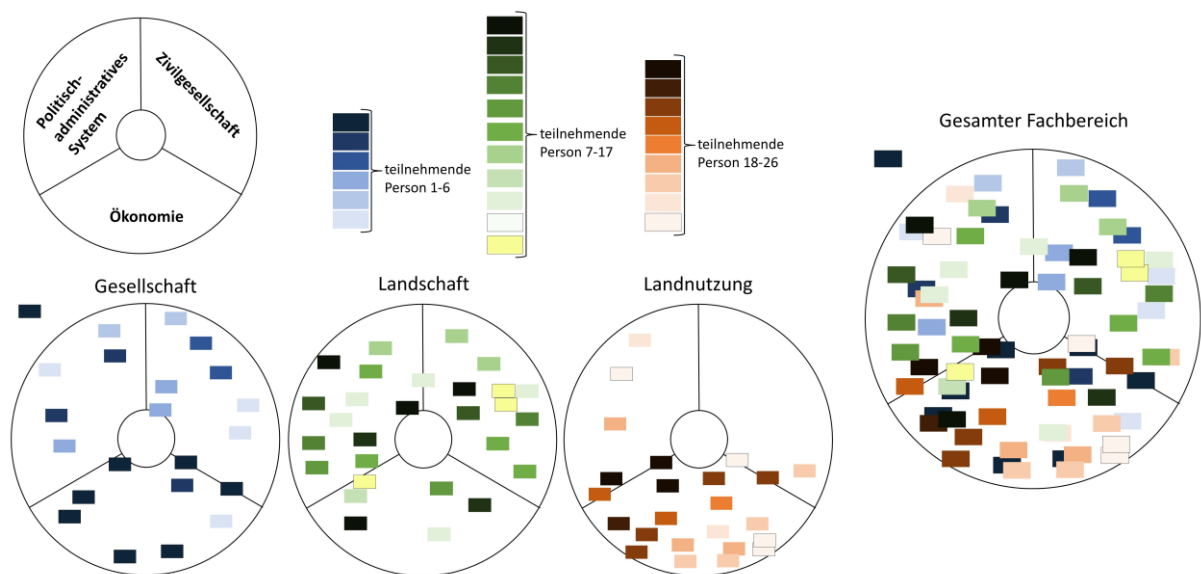 Politisch-
administratives
System
Zivilgesellschaft
Ökonomie
teilnehmende
Person 1-6
teilnehmende
Person 7-17
teilnehmende
Person 18-26
Gesamter Fachbereich
Gesellschaft
Landschaft
Landnutzung